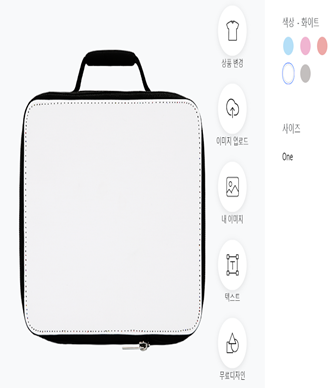 상품 변경
이미지 업로드
내 이미지
T
텍스트
무료디자인
색상 - 화이트
사이즈
One